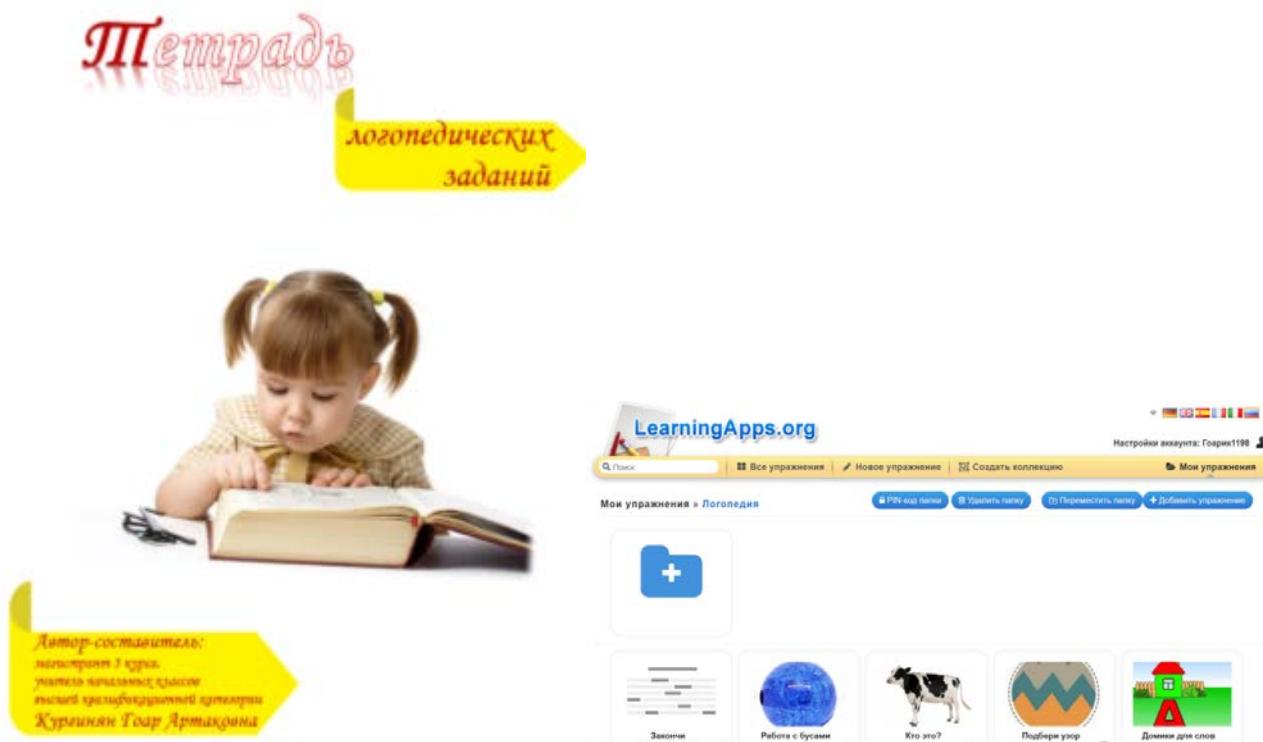 Тетрадь
логопедических
заданий
Автор-составитель:
магистрант 3 курса,
учитель начальных классов
высшей квалификационной категории
Кургинян Гоар Артаковна
LearningApps.org
Настройки аккаунта: Гоарик1198
Поиск
Все упражнения
Новое упражнение
Создать коллекцию
Мои упражнения
Мои упражнения » Логопедия
PIN-код папки
Удалить папку
Переместить папку
Добавить упражнение
Закончи
Работа с бусами
Кто это?
Подбери узор
Домики для слов